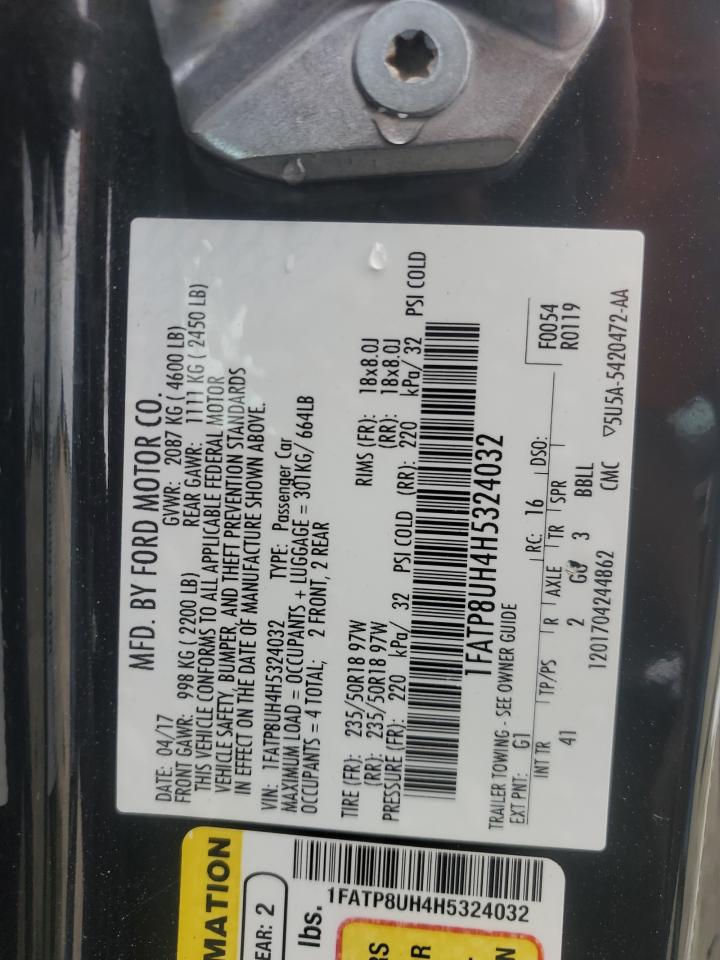 MFD. BY FORD MOTOR CO.
DATE: 04/17 GVWR: 2087 KG ( 4600 LB)
FRONT GAWR: 998 KG ( 2200 LB) REAR GAWR: 1111 KG ( 2450 LB)
THIS VEHICLE CONFORMS TO ALL APPLICABLE FEDERAL MOTOR
VEHICLE SAFETY, BUMPER, AND THEFT PREVENTION STANDARDS
IN EFFECT ON THE DATE OF MANUFACTURE SHOWN ABOVE.
VIN: 1FATP8UH4H5324032 TYPE: Passenger Car
MAXIMUM LOAD = OCCUPANTS + LUGGAGE = 301KG/ 664LB
OCCUPANTS = 4 TOTAL; 2 FRONT, 2 REAR
TIRE (FR): 235/50R18 97W RIMS (FR): 18x8.0J
(RR): 235/50R18 97W (RR): 18x8.0J
PRESSURE (FR): 220 kPa/ 32 PSI COLD (RR): 220 kPa/ 32 PSI COLD
1FATP8UH4H5324032
TRAILER TOWING - SEE OWNER GUIDE
EXT PNT: G1 RC: 16 DSO: F0054
R0119
INT TR TP/PS R AXLE TR SPR
41 2 3 BBLL
1201704244862 CMC ▽5U5A-5420472-AA
MATION
EAR: 2
lbs.
1FATP8UH4H5324032
RS
R
N